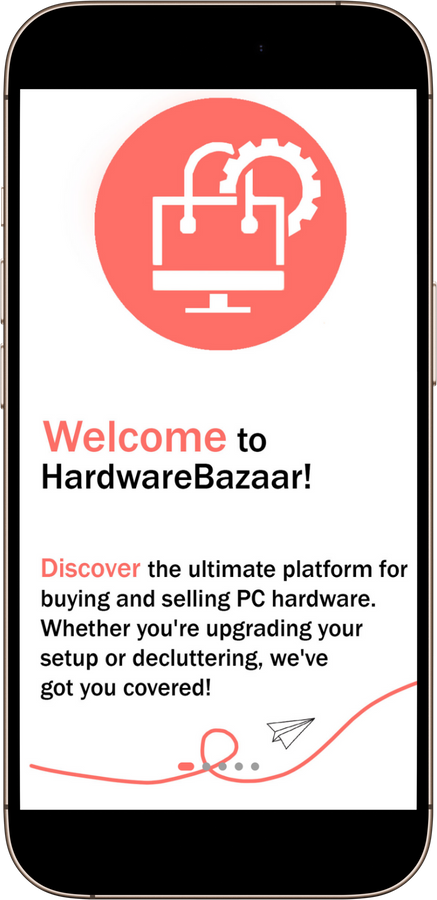 Welcome to
HardwareBazaar!
Discover the ultimate platform for
buying and selling PC hardware.
Whether you're upgrading your
setup or decluttering, we've
got you covered!